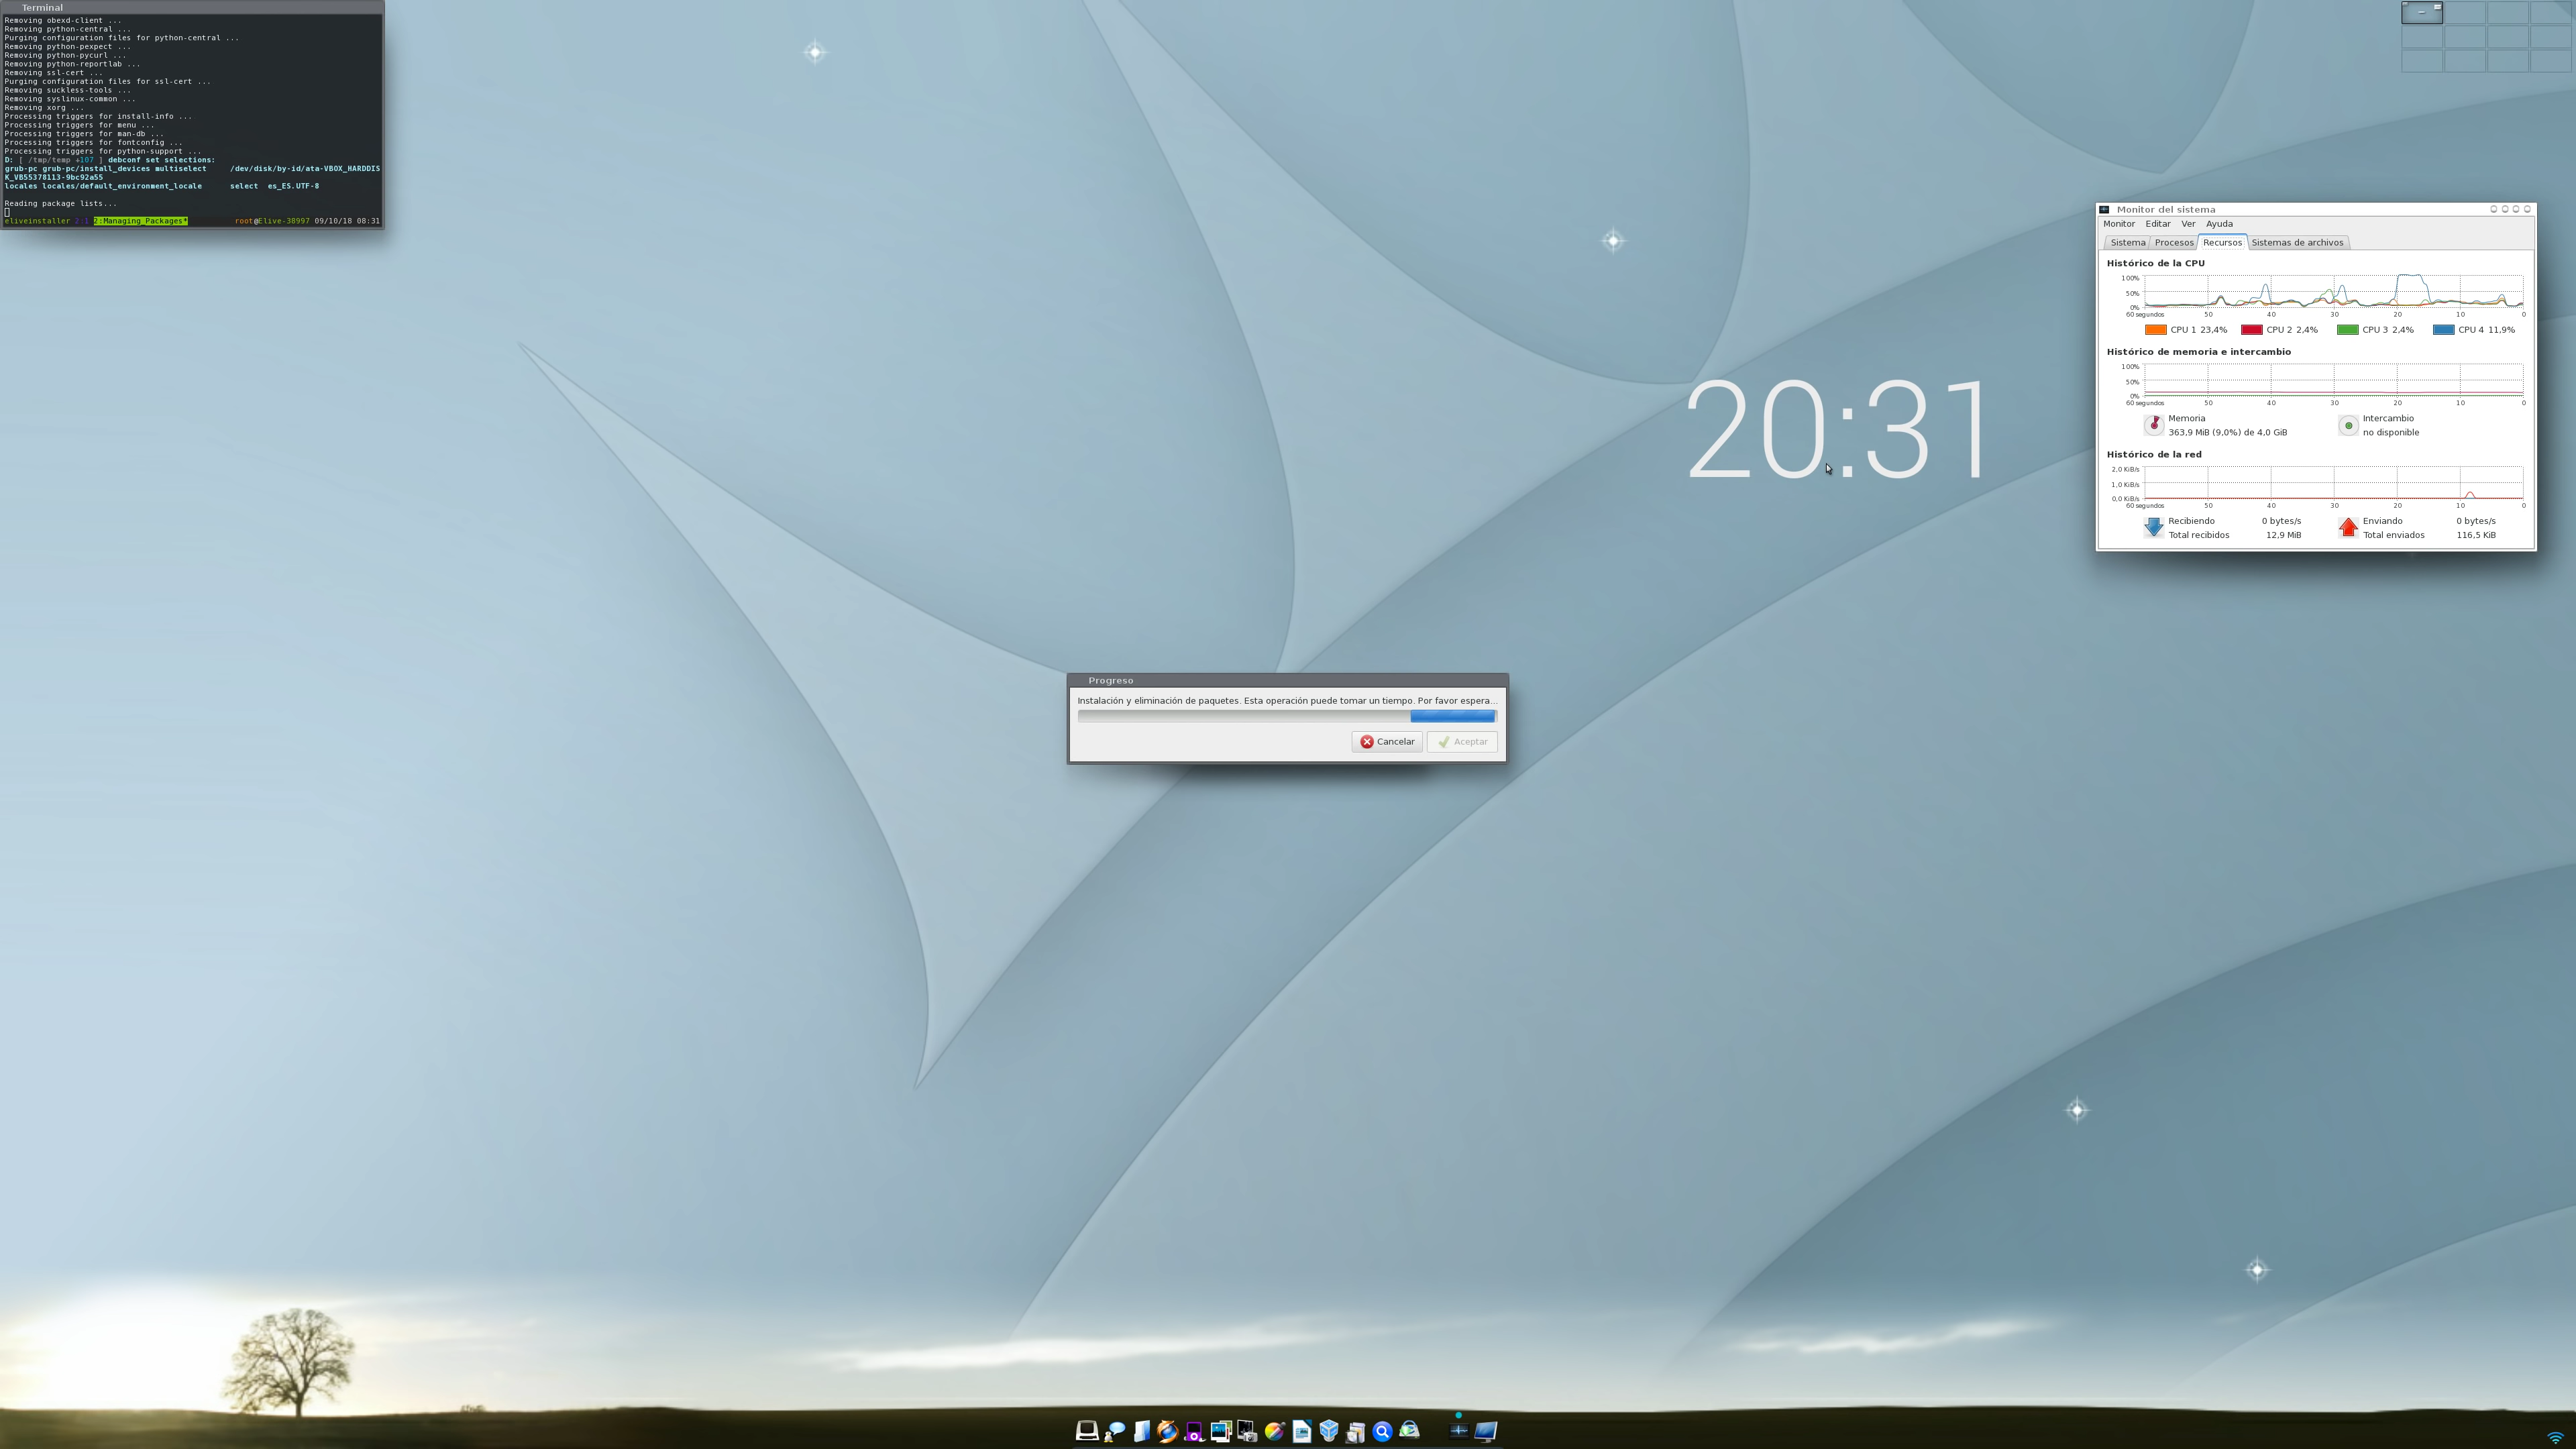 Terminal
Removing obexd-client ...
Removing python-central ...
Purging configuration files for python-central ...
Removing python-pexpect ...
Removing python-pycurl ...
Removing python-reportlab ...
Removing ssl-cert ...
Purging configuration files for ssl-cert ...
Removing suckless-tools ...
Removing syslinux-common ...
Removing xorg ...
Processing triggers for install-info ...
Processing triggers for menu ...
Processing triggers for man-db ...
Processing triggers for fontconfig ...
Processing triggers for python-support ...
D: [ /tmp/temp +107 ] debconf set selections:
grub-pc grub-pc/install_devices multiselect /dev/disk/by-id/ata-VBOX_HARDDIS
K_VB55378113-9bc92a55
locales locales/default_environment_locale select es_ES.UTF-8
Reading package lists...
eliveinstaller 2:1 2:Managing_Packages* root@Elive-38997 09/10/18 08:31
Monitor del sistema
Monitor Editar Ver Ayuda
Sistema Procesos Recursos Sistemas de archivos
Histórico de la CPU
100%
50%
0%
60 segundos 50 40 30 20 10 0
CPU 1 23,4% CPU 2 2,4% CPU 3 2,4% CPU 4 11,9%
Histórico de memoria e intercambio
100%
50%
0%
60 segundos 50 40 30 20 10 0
Memoria Intercambio
363,9 MiB (9,0%) de 4,0 GiB no disponible
Histórico de la red
2,0 KiB/s
1,0 KiB/s
0,0 KiB/s
60 segundos 50 40 30 20 10 0
Recibiendo 0 bytes/s Enviando 0 bytes/s
Total recibidos 12,9 MiB Total enviados 116,5 KiB
20:31
Progreso
Instalación y eliminación de paquetes. Esta operación puede tomar un tiempo. Por favor espera...
Cancelar Aceptar